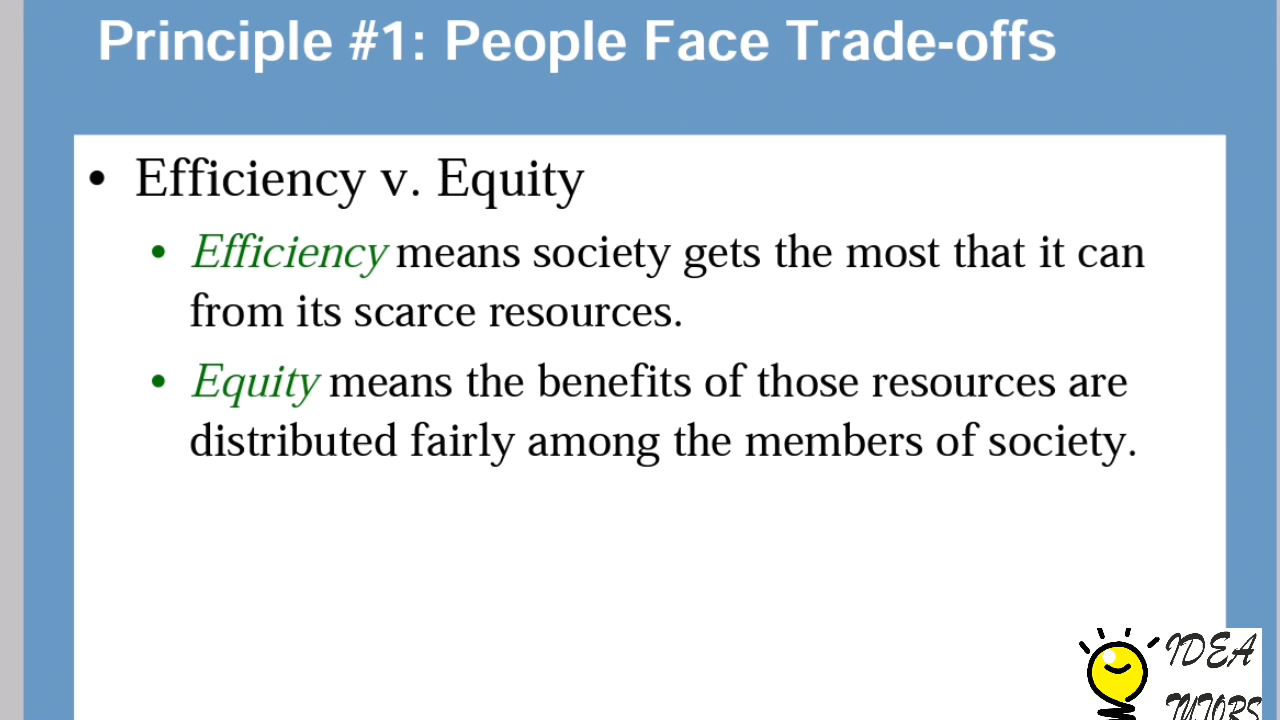 Principle #1: People Face Trade-offs
• Efficiency v. Equity
• Efficiency means society gets the most that it can
from its scarce resources.
• Equity means the benefits of those resources are
distributed fairly among the members of society.
IDEA
TUTORS